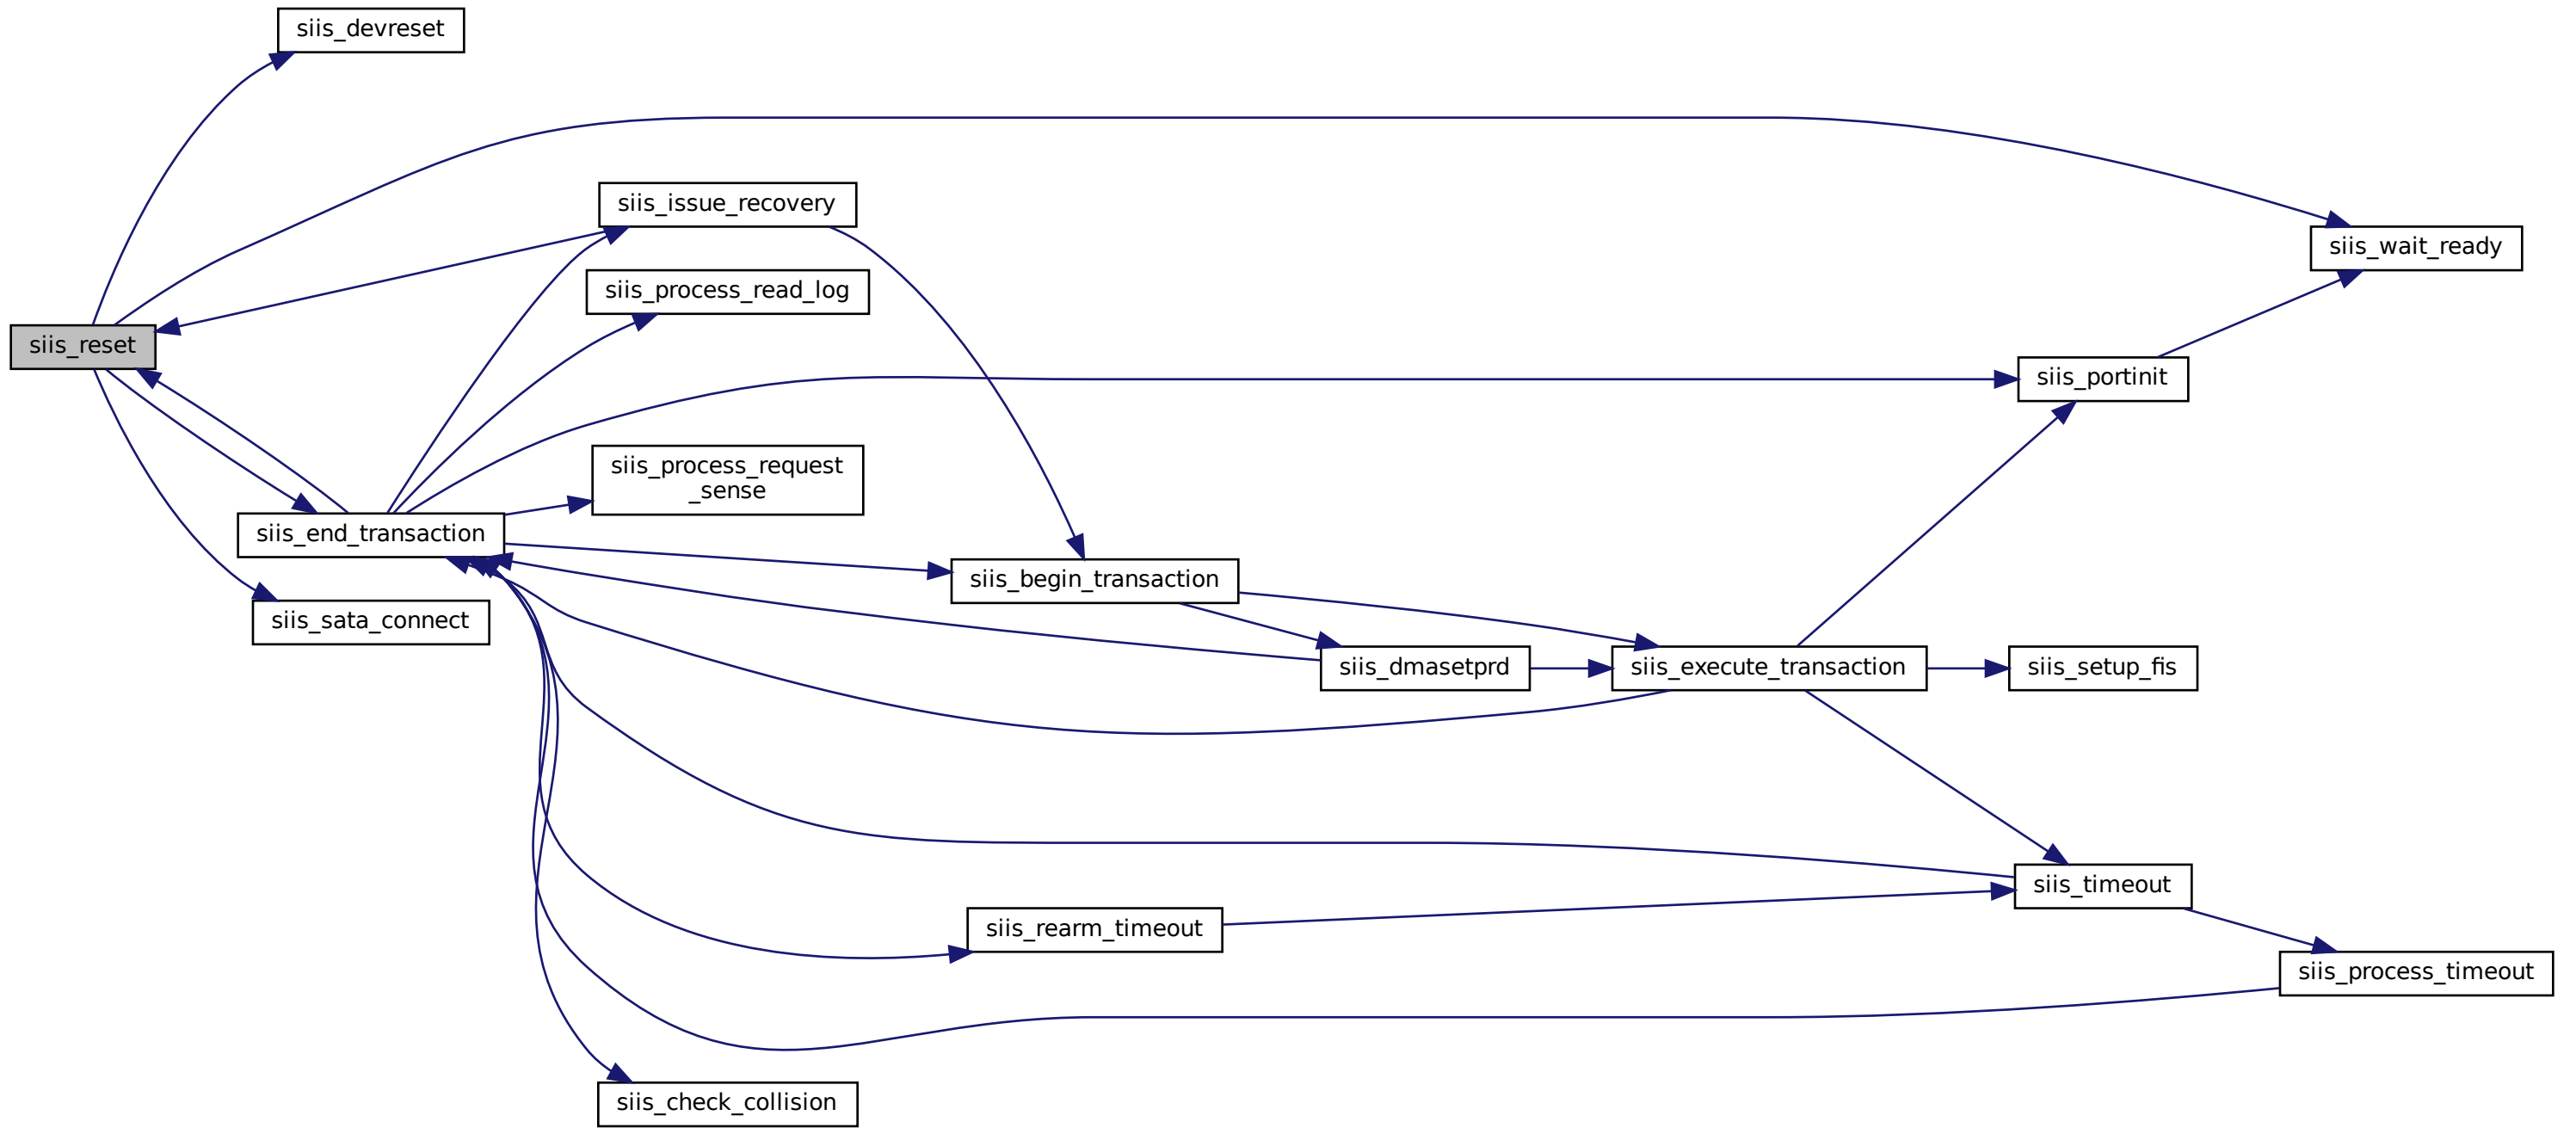 siis_devreset
siis_issue_recovery
siis_wait_ready
siis_process_read_log
siis_reset
siis_portinit
siis_process_request
_sense
siis_end_transaction
siis_begin_transaction
siis_sata_connect
siis_dmasetprd
siis_execute_transaction
siis_setup_fis
siis_timeout
siis_rearm_timeout
siis_process_timeout
siis_check_collision